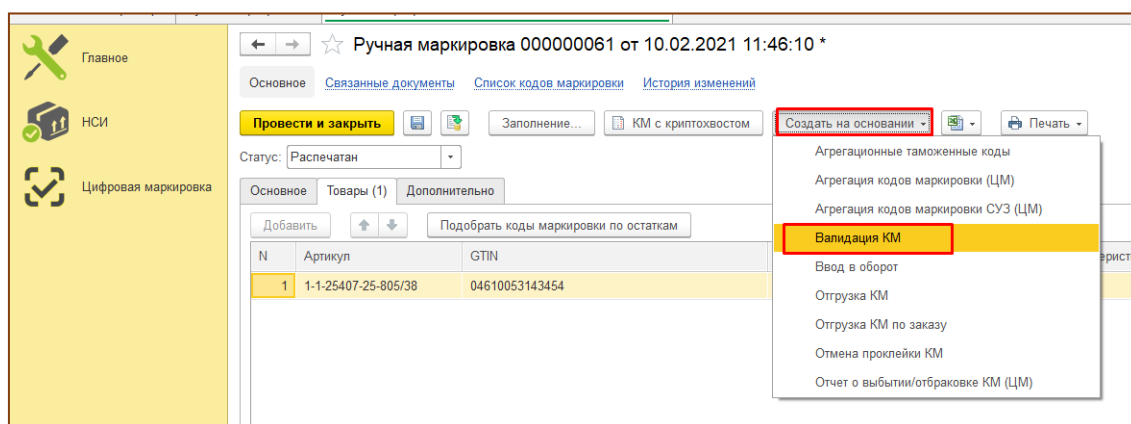 Главное
НСИ
Цифровая маркировка
Ручная маркировка 000000061 от 10.02.2021 11:46:10 *
Основное Связанные документы Список кодов маркировки История изменений
Провести и закрыть Заполнение... КМ с криптохвостом Создать на основании Печать
Статус: Распечатан
Основное Товары (1) Дополнительно
Добавить Подобрать коды маркировки по остаткам
N Артикул GTIN
1 1-1-25407-25-805/38 04610053143454
Агрегационные таможенные коды
Агрегация кодов маркировки (ЦМ)
Агрегация кодов маркировки СУЗ (ЦМ)
Валидация КМ
Ввод в оборот
Отгрузка КМ
Отгрузка КМ по заказу
Отмена проклейки КМ
Отчет о выбытии/отбраковке КМ (ЦМ)